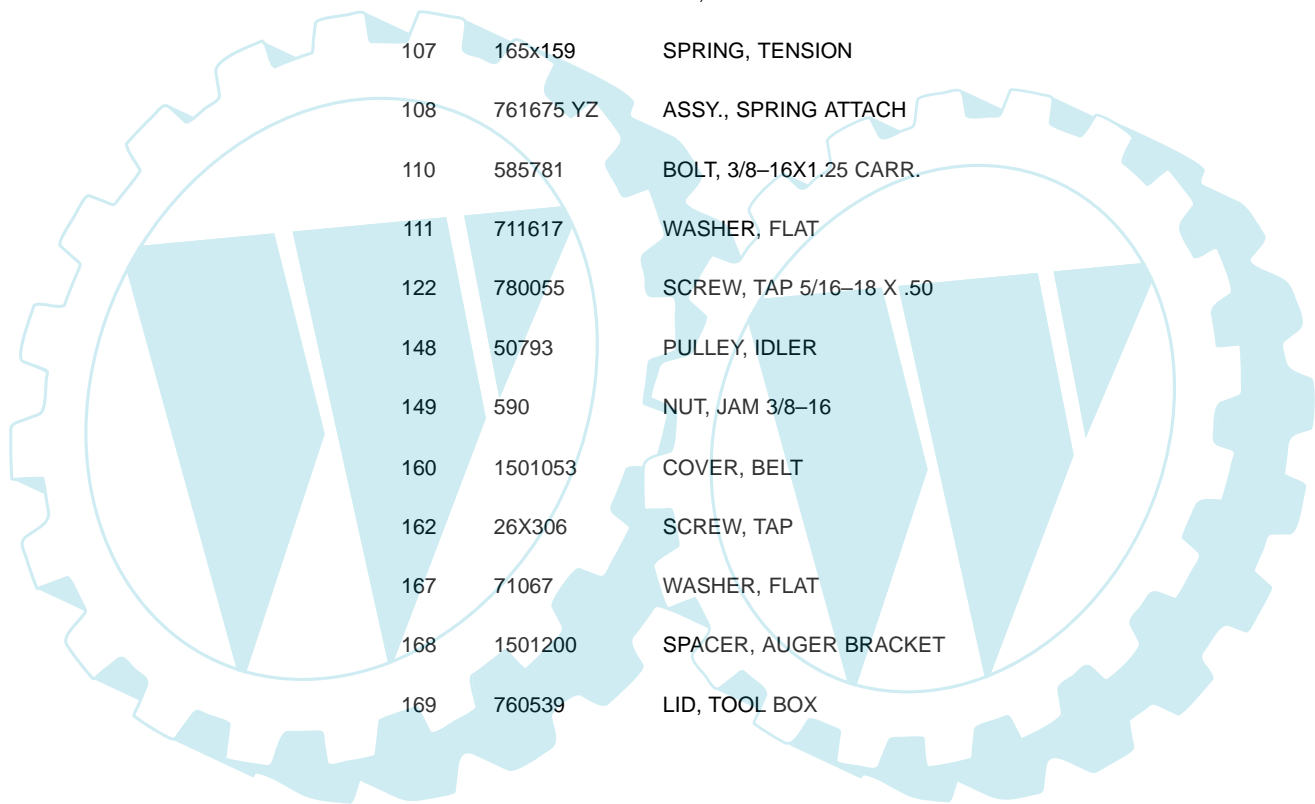 107 165x159 SPRING, TENSION
108 761675 YZ ASSY., SPRING ATTACH
110 585781 BOLT, 3/8–16X1.25 CARR.
111 711617 WASHER, FLAT
122 780055 SCREW, TAP 5/16–18 X .50
148 50793 PULLEY, IDLER
149 590 NUT, JAM 3/8–16
160 1501053 COVER, BELT
162 26X306 SCREW, TAP
167 71067 WASHER, FLAT
168 1501200 SPACER, AUGER BRACKET
169 760539 LID, TOOL BOX